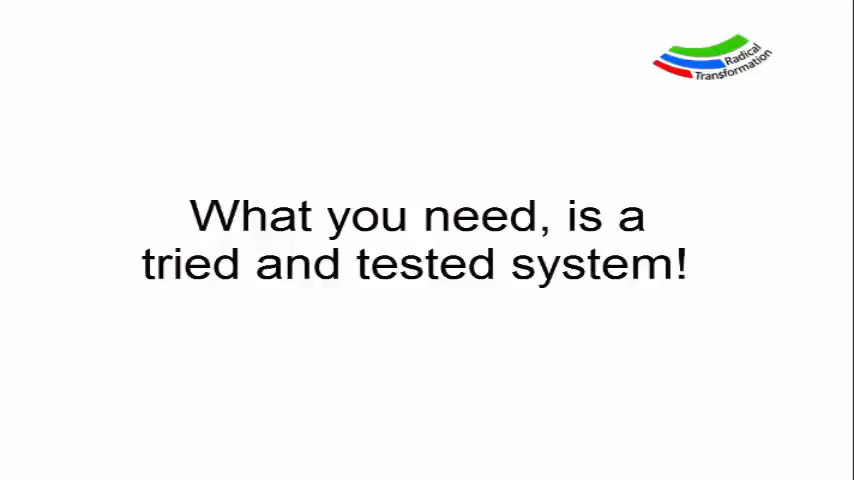 Radical
Transformation
What you need, is a
tried and tested system!